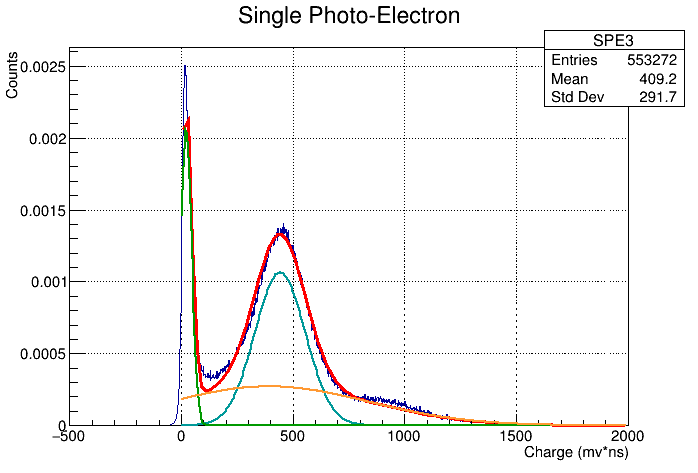 Single Photo-Electron
SPE3
Entries 553272
Mean 409.2
Std Dev 291.7
Counts
0.0025
0.002
0.0015
0.001
0.0005
0
−500 0 500 1000 1500 2000
Charge (mv*ns)